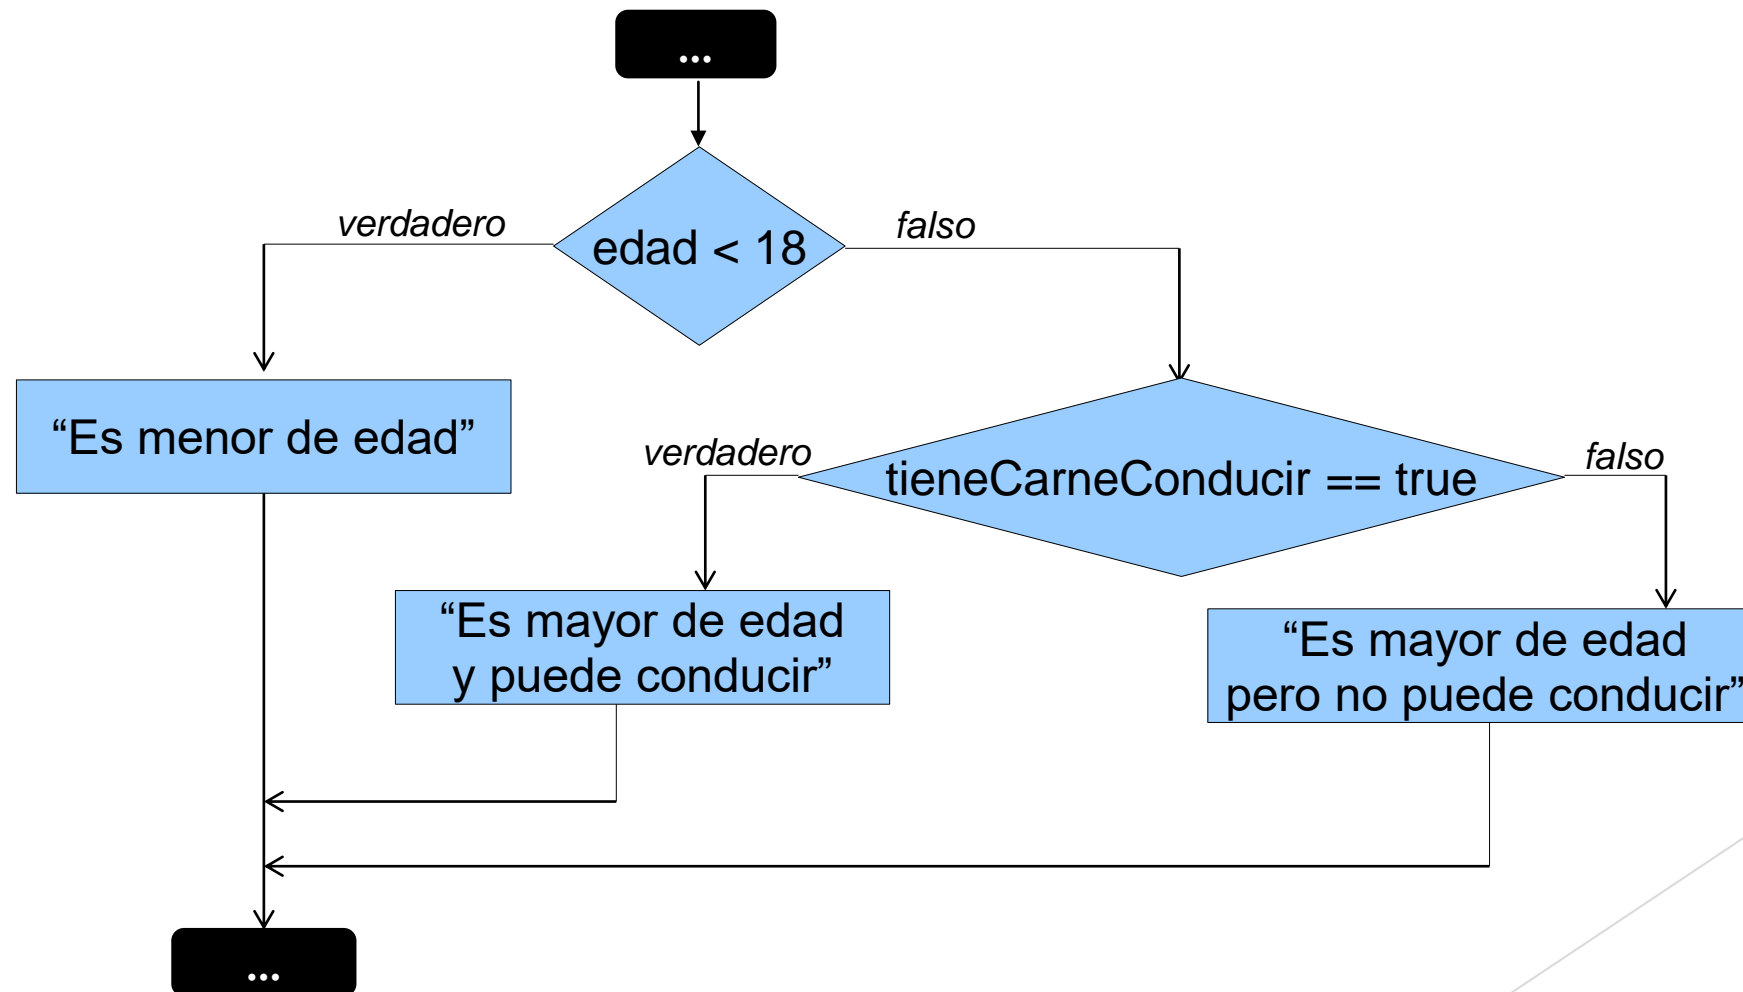 ...
verdadero
falso
edad < 18
“Es menor de edad”
verdadero
falso
tieneCarneConducir == true
“Es mayor de edad
y puede conducir”
“Es mayor de edad
pero no puede conducir”
...